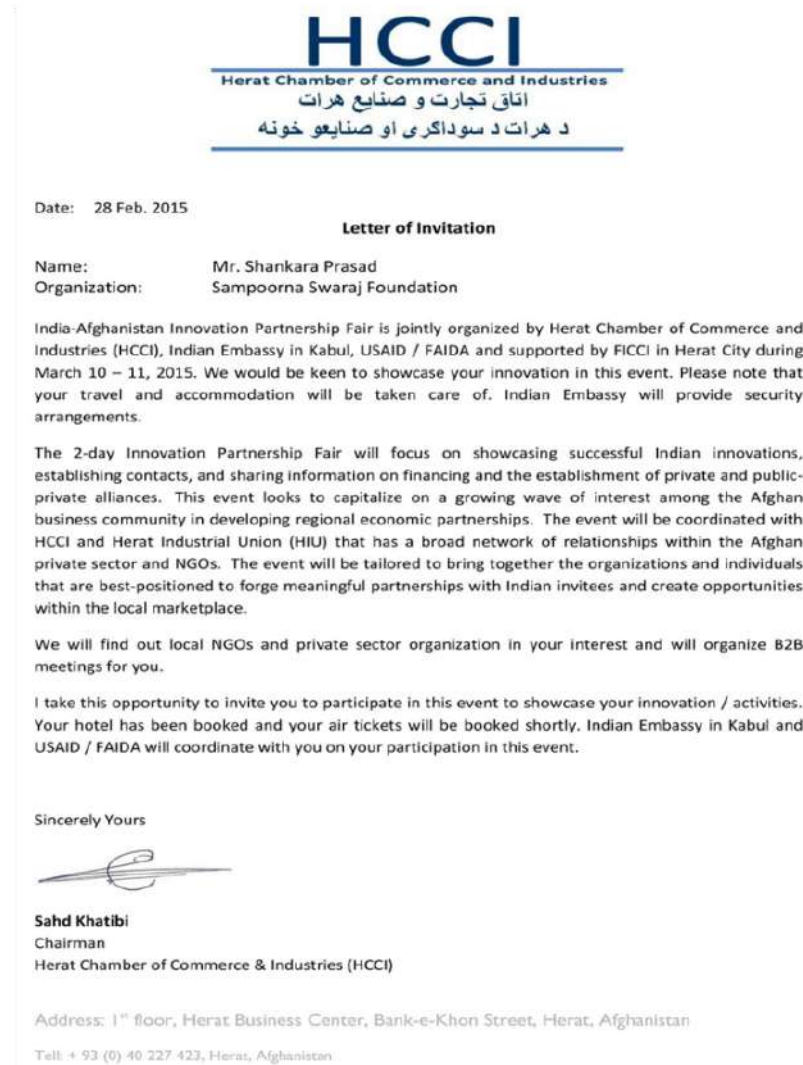 HCCI
Herat Chamber of Commerce and Industries
اتاق تجارت و صنایع هرات
د هرات د سوداگری او صنایعو خونه
Date: 28 Feb. 2015
Letter of Invitation
Name: Mr. Shankara Prasad
Organization: Sampoorna Swaraj Foundation
India-Afghanistan Innovation Partnership Fair is jointly organized by Herat Chamber of Commerce and
Industries (HCCI), Indian Embassy in Kabul, USAID / FAIDA and supported by FICCI in Herat City during
March 10 – 11, 2015. We would be keen to showcase your innovation in this event. Please note that
your travel and accommodation will be taken care of. Indian Embassy will provide security
arrangements.
The 2-day Innovation Partnership Fair will focus on showcasing successful Indian innovations,
establishing contacts, and sharing information on financing and the establishment of private and public-
private alliances. This event looks to capitalize on a growing wave of interest among the Afghan
business community in developing regional economic partnerships. The event will be coordinated with
HCCI and Herat Industrial Union (HIU) that has a broad network of relationships within the Afghan
private sector and NGOs. The event will be tailored to bring together the organizations and individuals
that are best-positioned to forge meaningful partnerships with Indian invitees and create opportunities
within the local marketplace.
We will find out local NGOs and private sector organization in your interest and will organize B2B
meetings for you.
I take this opportunity to invite you to participate in this event to showcase your innovation / activities.
Your hotel has been booked and your air tickets will be booked shortly. Indian Embassy in Kabul and
USAID / FAIDA will coordinate with you on your participation in this event.
Sincerely Yours
Sahd Khatibi
Chairman
Herat Chamber of Commerce & Industries (HCCI)
Address: 1st floor, Herat Business Center, Bank-e-Khon Street, Herat, Afghanistan
Tell: + 93 (0) 40 227 423, Herat, Afghanistan